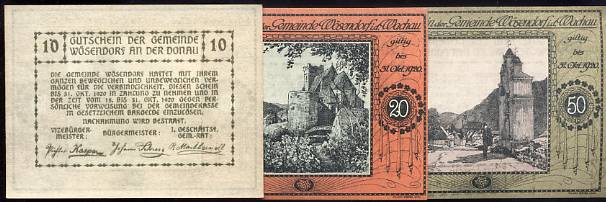 10 GUTSCHEIN DER GEMEINDE 10
WÖSENDORF AN DER DONAU
DIE GEMEINDE WÖSENDORF HAFTET MIT IHREM
GANZEN BEWEGLICHEN UND UNBEWEGLICHEN VER-
MÖGEN FÜR DIE VERBINDLICHKEIT, DIESEN SCHEIN
BIS 31. OKT. 1920 IN ZAHLUNG ZU NEHMEN UND IN
DER ZEIT VOM 15. BIS 31. OKT. 1920 GEGEN PER-
SÖNLICHE VORWEISUNG BEI DER GEMEINDEKASSE
IN GESETZLICHEM BARGELDE EINZULÖSEN.
NACHAHMUNG WIRD BESTRAFT.
VIZEBÜRGER-
MEISTER: BÜRGERMEISTER: 1. GESCHÄFTSF.
GEM.-RAT:
Gemeinde Wösendorf i.d. Wachau
giltig
bis
31. Okt. 1920.
20
der Gemeinde Wösendorf i.d. Wachau
giltig
bis
31. Okt. 1920.
50